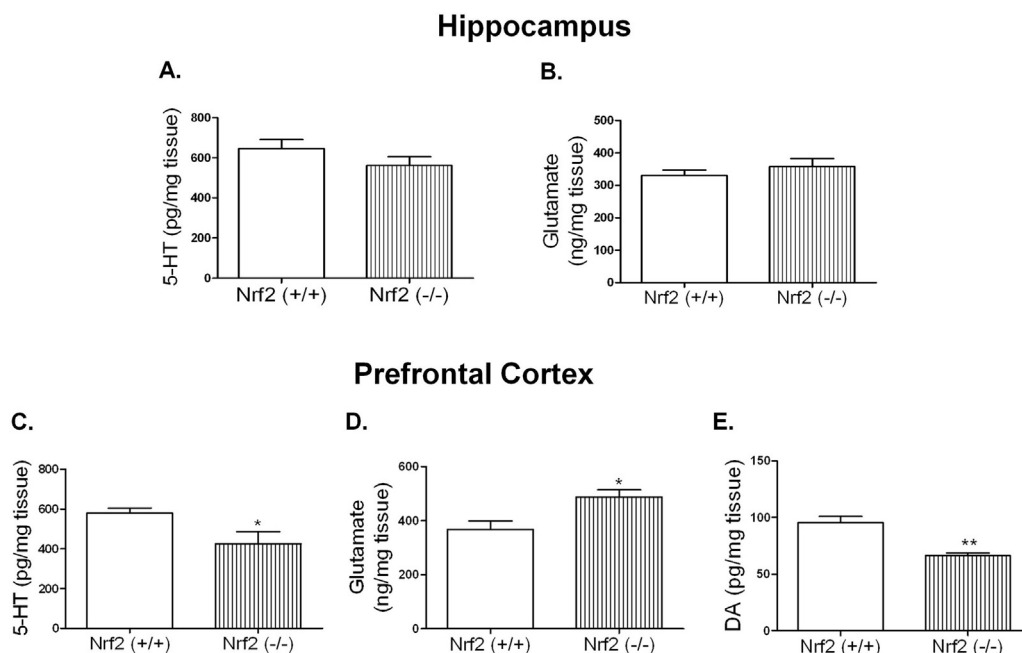 Hippocampus
A.
5-HT (pg/mg tissue)
800
600
400
200
0
Nrf2 (+/+)
Nrf2 (-/-)
B.
Glutamate
(ng/mg tissue)
500
400
300
200
100
0
Nrf2 (+/+)
Nrf2 (-/-)
Prefrontal Cortex
C.
5-HT (pg/mg tissue)
800
600
400
200
0
*
Nrf2 (+/+)
Nrf2 (-/-)
D.
Glutamate
(ng/mg tissue)
600
400
200
0
*
Nrf2 (+/+)
Nrf2 (-/-)
E.
DA (pg/mg tissue)
150
100
50
0
**
Nrf2 (+/+)
Nrf2 (-/-)